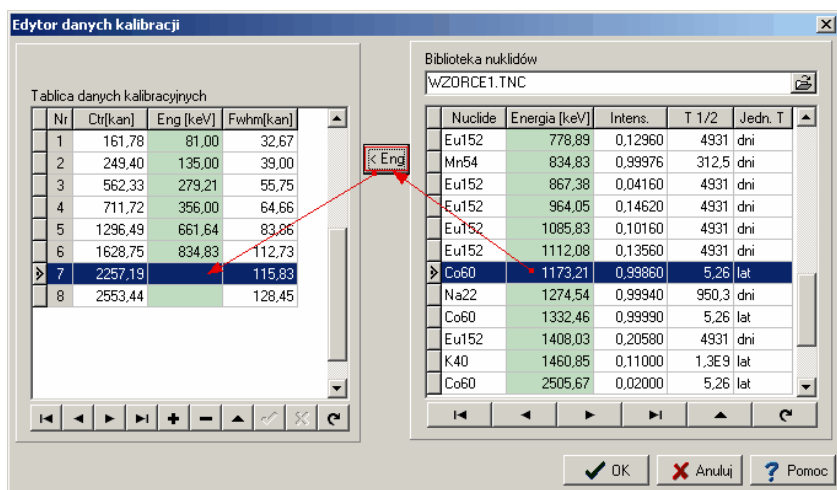 Edytor danych kalibracji
Tablica danych kalibracyjnych
Nr Ctr[kan] Eng [keV] Fwhm[kan]
1 161,78 81,00 32,67
2 249,40 135,00 39,00
3 562,33 279,21 55,75
4 711,72 356,00 64,66
5 1296,49 661,64 83,86
6 1628,75 834,83 112,73
7 2257,19 115,83
8 2553,44 128,45
< Eng
Biblioteka nuklidów
WZORCE1.TNC
Nuclide Energia [keV] Intens. T 1/2 Jedn. T
Eu152 778,89 0,12960 4931 dni
Mn54 834,83 0,99976 312,5 dni
Eu152 867,38 0,04160 4931 dni
Eu152 964,05 0,14620 4931 dni
Eu152 1085,83 0,10160 4931 dni
Eu152 1112,08 0,13560 4931 dni
Co60 1173,21 0,99860 5,26 lat
Na22 1274,54 0,99940 950,3 dni
Co60 1332,46 0,99990 5,26 lat
Eu152 1408,03 0,20580 4931 dni
K40 1460,85 0,11000 1,3E9 lat
Co60 2505,67 0,02000 5,26 lat
OK Anuluj Pomoc